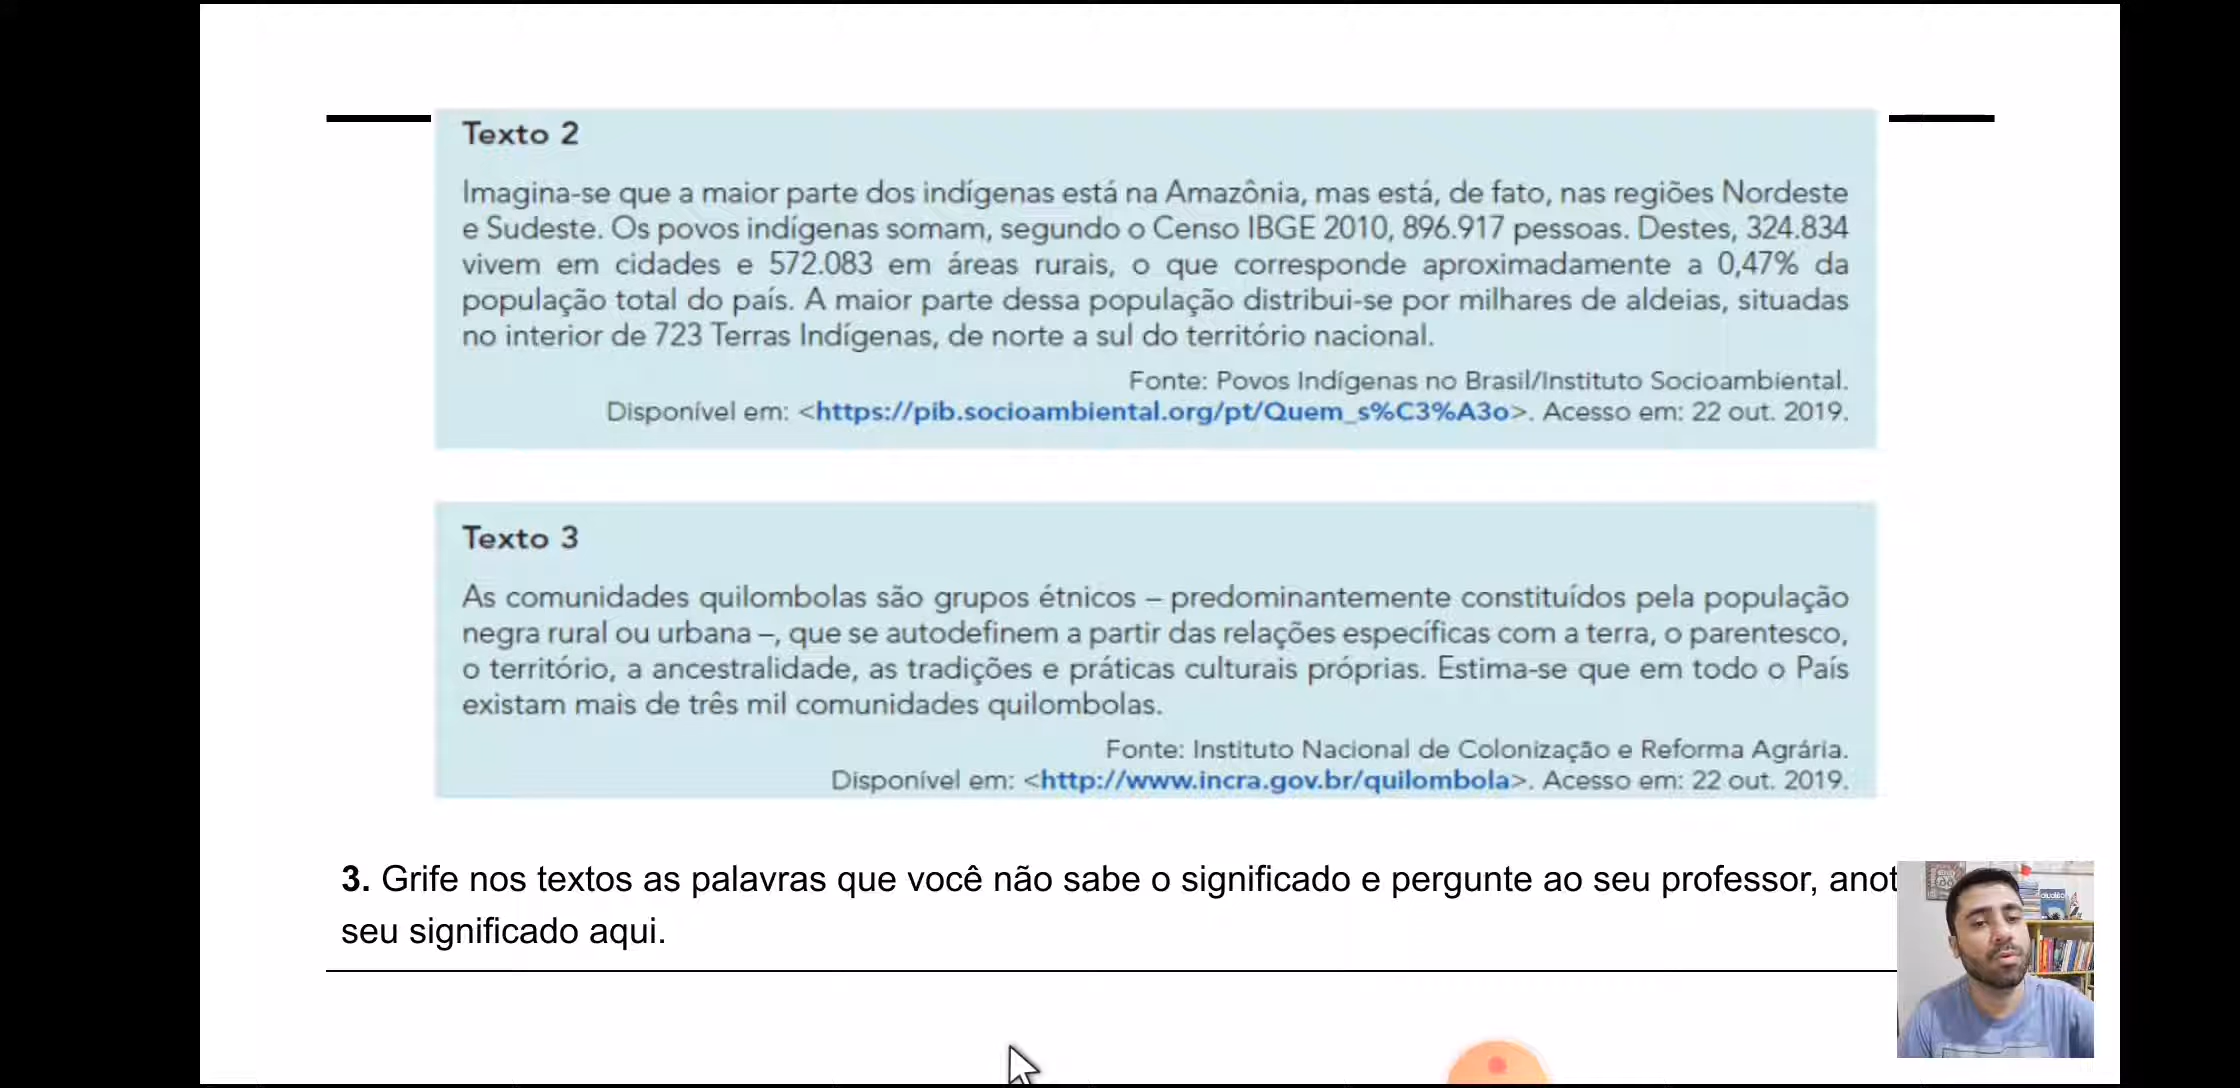 Texto 2
Imagina-se que a maior parte dos indígenas está na Amazônia, mas está, de fato, nas regiões Nordeste
e Sudeste. Os povos indígenas somam, segundo o Censo IBGE 2010, 896.917 pessoas. Destes, 324.834
vivem em cidades e 572.083 em áreas rurais, o que corresponde aproximadamente a 0,47% da
população total do país. A maior parte dessa população distribui-se por milhares de aldeias, situadas
no interior de 723 Terras Indígenas, de norte a sul do território nacional.
Fonte: Povos Indígenas no Brasil/Instituto Socioambiental.
Disponível em: <https://pib.socioambiental.org/pt/Quem_s%C3%A3o>. Acesso em: 22 out. 2019.
Texto 3
As comunidades quilombolas são grupos étnicos – predominantemente constituídos pela população
negra rural ou urbana –, que se autodefinem a partir das relações específicas com a terra, o parentesco,
o território, a ancestralidade, as tradições e práticas culturais próprias. Estima-se que em todo o País
existam mais de três mil comunidades quilombolas.
Fonte: Instituto Nacional de Colonização e Reforma Agrária.
Disponível em: <http://www.incra.gov.br/quilombola>. Acesso em: 22 out. 2019.
3. Grife nos textos as palavras que você não sabe o significado e pergunte ao seu professor, anot
seu significado aqui.